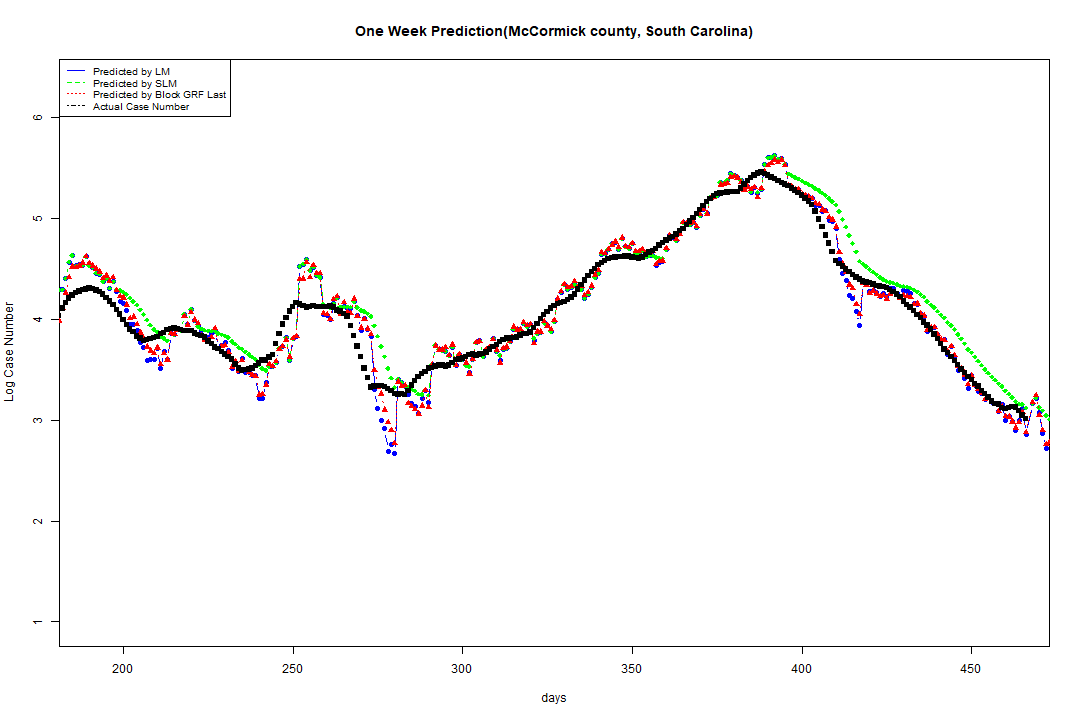 One Week Prediction(McCormick county, South Carolina)
Predicted by LM
Predicted by SLM
Predicted by Block GRF Last
Actual Case Number
6
5
4
3
2
1
Log Case Number
200 250 300 350 400 450
days